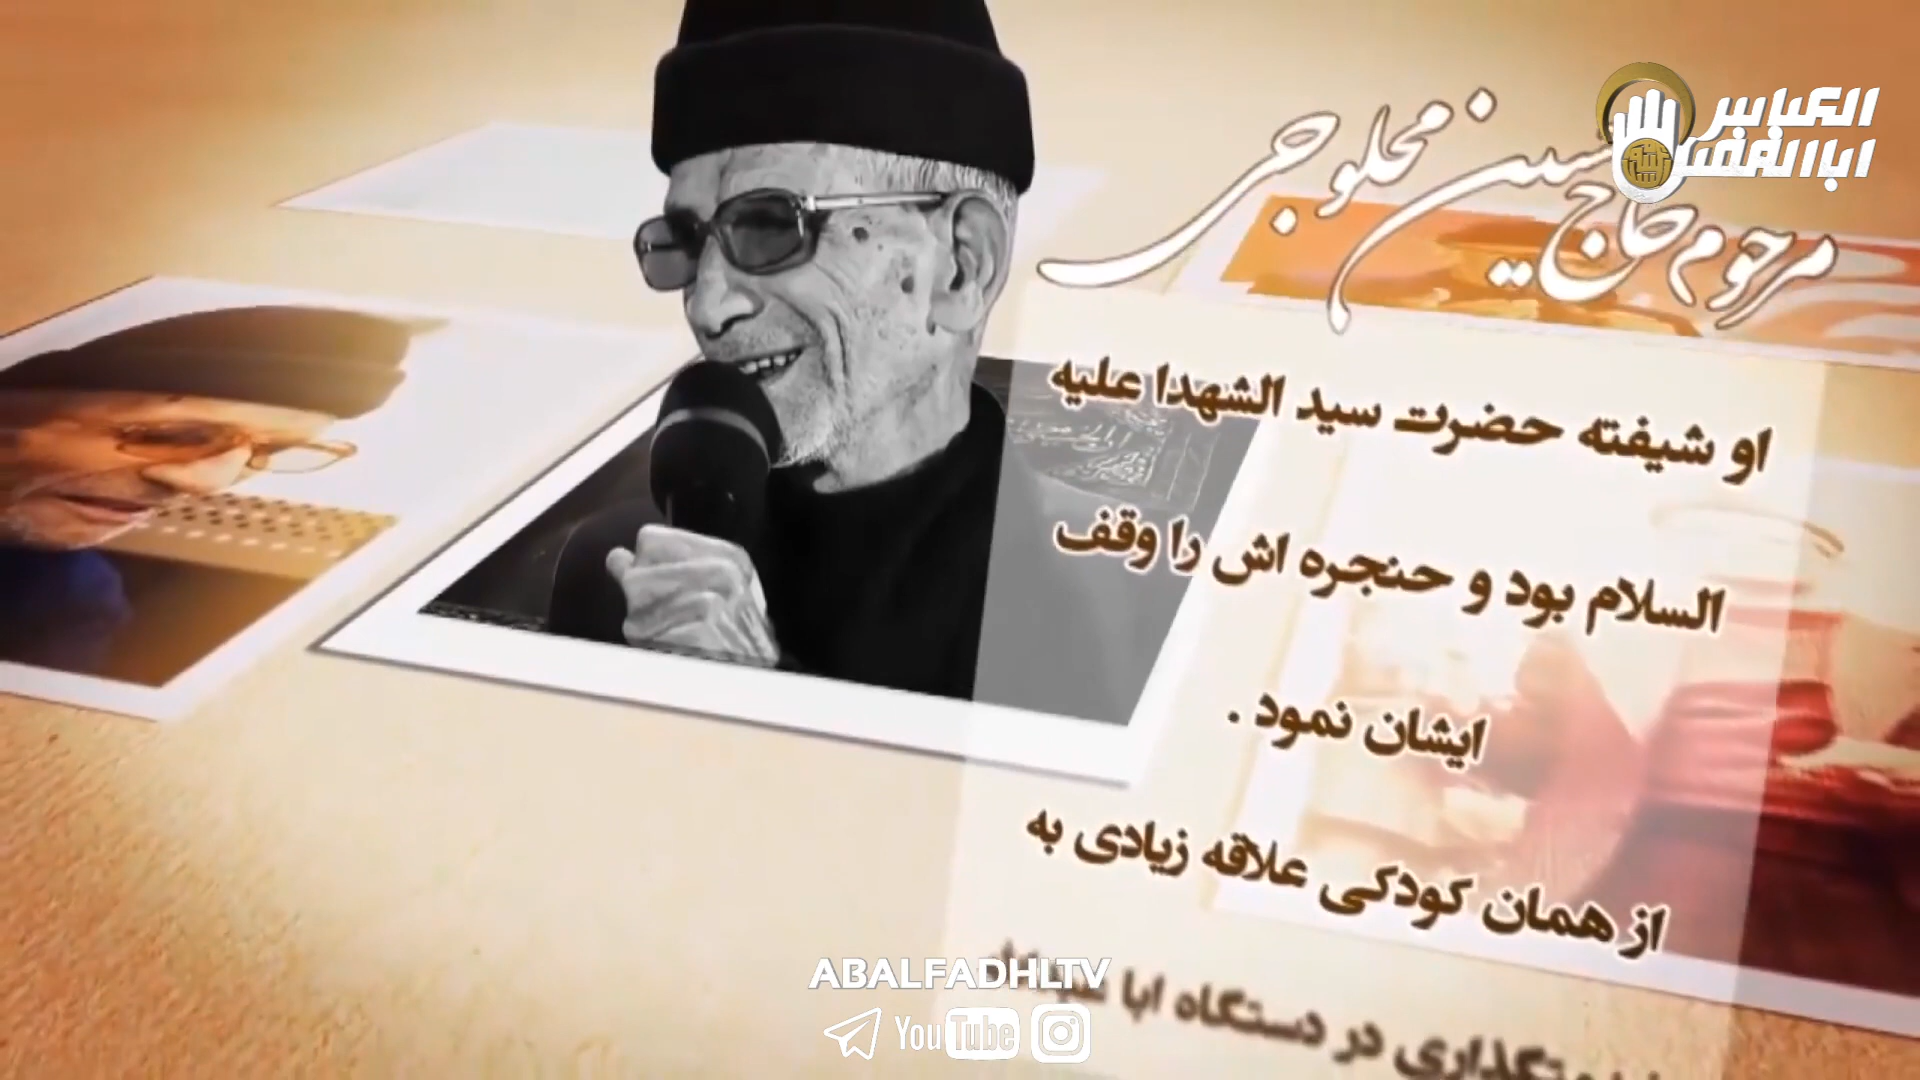 العباس
اباالفضل
مرحوم حاج حسین محلوجی
او شیفته حضرت سید الشهدا علیه
السلام بود و حنجره اش را وقف
ایشان نمود .
از همان کودکی علاقه زیادی به
در دستگاه ابا
ABALFADHLTV
YouTube